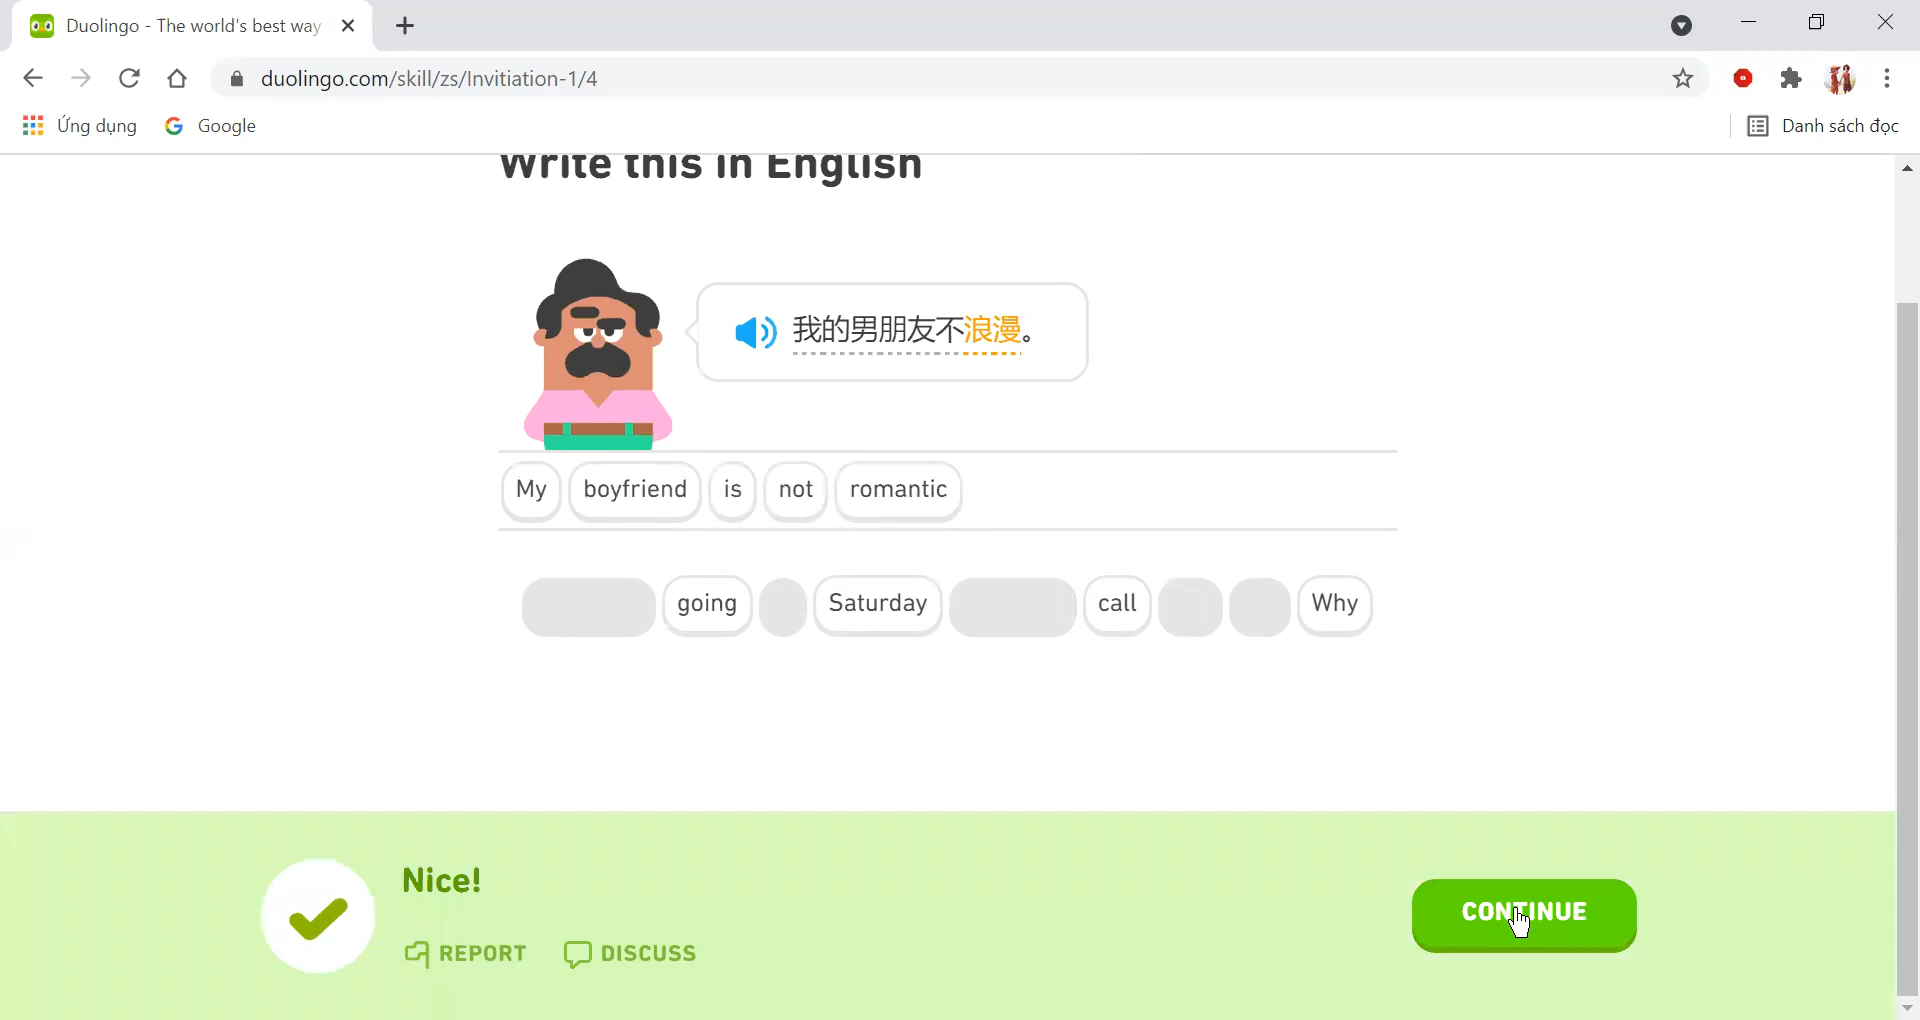 Duolingo - The world's best way
duolingo.com/skill/zs/Invitiation-1/4
Ứng dụng Google Danh sách đọc
Write this in English
我的男朋友不浪漫。
My boyfriend is not romantic
going Saturday call Why
Nice!
CONTINUE
REPORT DISCUSS